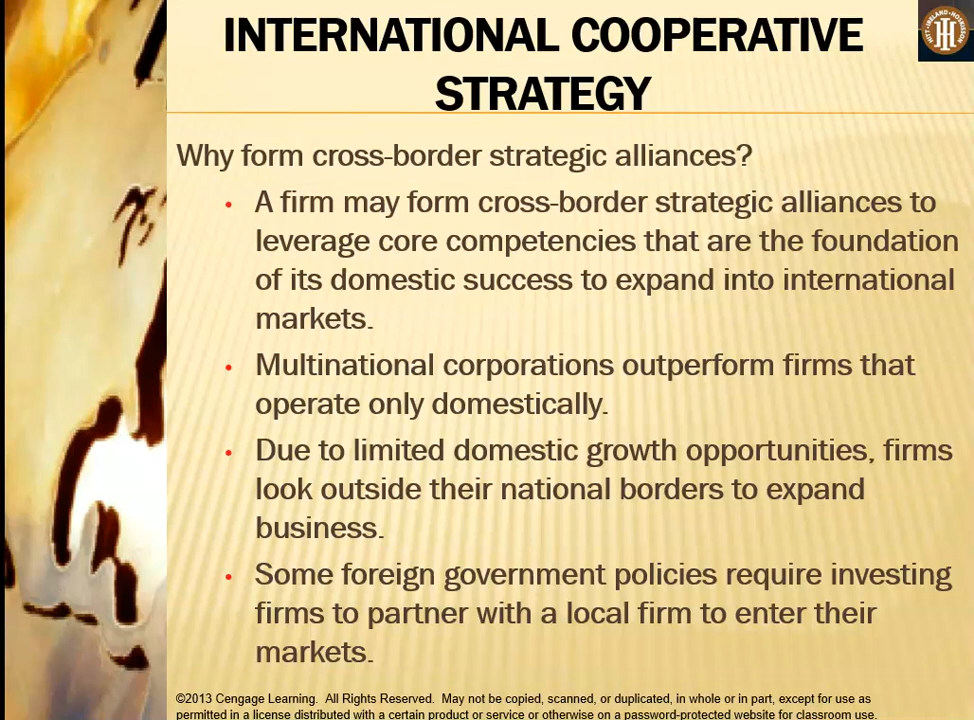 INTERNATIONAL COOPERATIVE
STRATEGY
HITT · IRELAND · HOSKISSON
Why form cross-border strategic alliances?
• A firm may form cross-border strategic alliances to
leverage core competencies that are the foundation
of its domestic success to expand into international
markets.
• Multinational corporations outperform firms that
operate only domestically.
• Due to limited domestic growth opportunities, firms
look outside their national borders to expand
business.
• Some foreign government policies require investing
firms to partner with a local firm to enter their
markets.
©2013 Cengage Learning. All Rights Reserved. May not be copied, scanned, or duplicated, in whole or in part, except for use as
permitted in a license distributed with a certain product or service or otherwise on a password-protected website for classroom use.